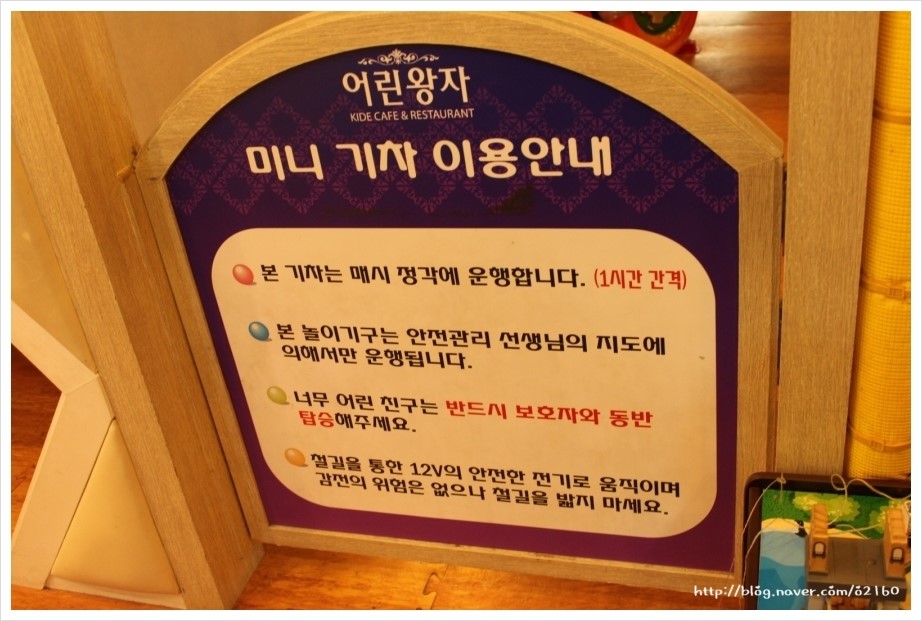 어린왕자
KIDE CAFE & RESTAURANT
미니 기차 이용안내
본 기차는 매시 정각에 운행합니다. (1시간 간격)
본 놀이기구는 안전관리 선생님의 지도에
의해서만 운행됩니다.
너무 어린 친구는 반드시 보호자와 동반
탑승해주세요.
철길을 통한 12V의 안전한 전기로 움직이며
감전의 위험은 없으나 철길을 밟지 마세요.
http://blog.naver.com/o2160